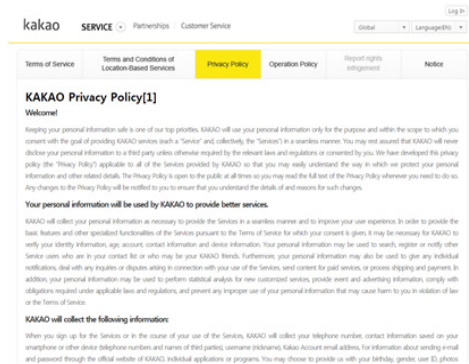 Log In
kakao SERVICE Partnerships Customer Service Global Language(EN)
Terms of Service
Terms and Conditions of
Location-Based Services
Privacy Policy
Operation Policy
Report rights
infringement
Notice
KAKAO Privacy Policy[1]
Welcome!
Keeping your personal information safe is one of our top priorities. KAKAO will use your personal information only for the purpose and within the scope to which you
consent with the goal of providing KAKAO services (each a "Service" and, collectively, the "Services") in a seamless manner. You may rest assured that KAKAO will never
disclose your personal information to a third party unless otherwise required by the relevant laws and regulations or consented by you. We have developed this privacy
policy (the "Privacy Policy") applicable to all of the Services provided by KAKAO so that you may easily understand the way in which we protect your personal
information and other related details. The Privacy Policy is open to the public at all times so you may read the full text of the Privacy Policy whenever you need to do so.
Any changes to the Privacy Policy will be notified to you to ensure that you understand the details of and reasons for such changes.
Your personal information will be used by KAKAO to provide better services.
KAKAO will collect your personal information as necessary to provide the Services in a seamless manner and to improve your user experience. In order to provide the
basic features and other specialized functionalities of the Services pursuant to the Terms of Service for which your consent is given, it may be necessary for KAKAO to
verify your identity information, age, account, contact information and device information. Your personal information may be used to search, register or notify other
Service users who are in your contact list or who may be your KAKAO friends. Furthermore, your personal information may also be used to give any individual
notifications, deal with any inquiries or disputes arising in connection with your use of the Services, send content for paid services, or process shipping and payment. In
addition, your personal information may be used to perform statistical analysis for new customized services, provide event and advertising information, comply with
obligations required under applicable laws and regulations, and prevent any improper use of your personal information that may cause harm to you in violation of law
or the Terms of Service.
KAKAO will collect the following information:
When you sign up for the Services or in the course of your use of the Services, KAKAO will collect your telephone number, contact information saved on your
smartphone or other device (telephone numbers and names of third parties), username (nickname), Kakao Account email address, For information about sending e-mail
and password through the official website of KAKAO, individual applications or programs. You may choose to provide us with your birthday, gender, user ID, photos